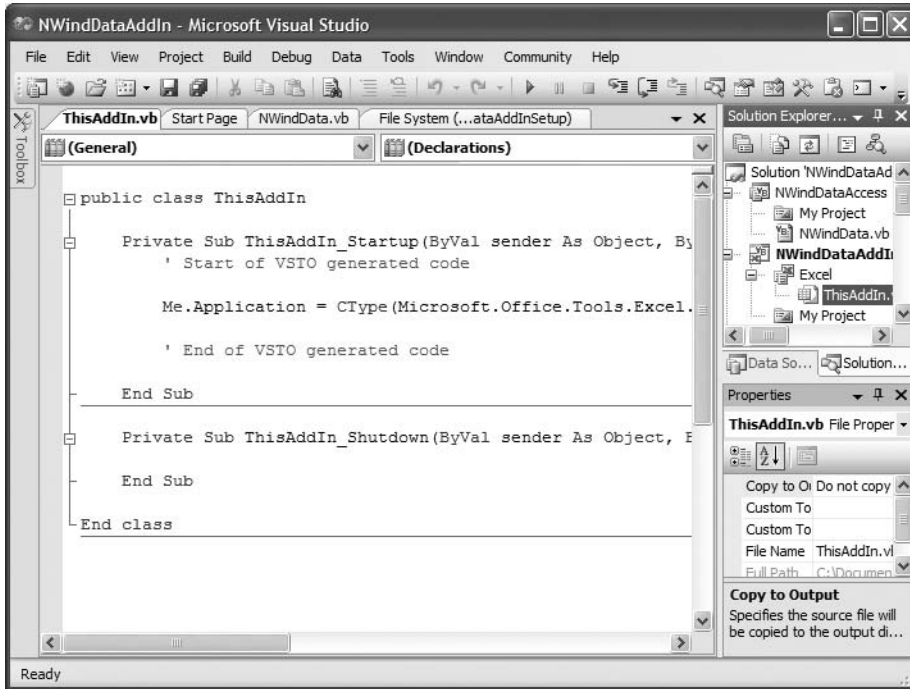 NWindDataAddIn - Microsoft Visual Studio
File Edit View Project Build Debug Data Tools Window Community Help
Toolbox
ThisAddIn.vb Start Page NWindData.vb File System (...ataAddInSetup)
(General) (Declarations)
public class ThisAddIn
Private Sub ThisAddIn_Startup(ByVal sender As Object, By
' Start of VSTO generated code
Me.Application = CType(Microsoft.Office.Tools.Excel.
' End of VSTO generated code
End Sub
Private Sub ThisAddIn_Shutdown(ByVal sender As Object, B
End Sub
End class
Solution Explorer...
Solution 'NWindDataAd
NWindDataAccess
My Project
NWindData.vb
NWindDataAddIn
Excel
ThisAddIn.
My Project
Data So... Solution...
Properties
ThisAddIn.vb File Proper
Copy to Ou Do not copy
Custom To
Custom To
File Name ThisAddIn.vl
Full Path C:\Documen
Copy to Output
Specifies the source file will
be copied to the output di...
Ready